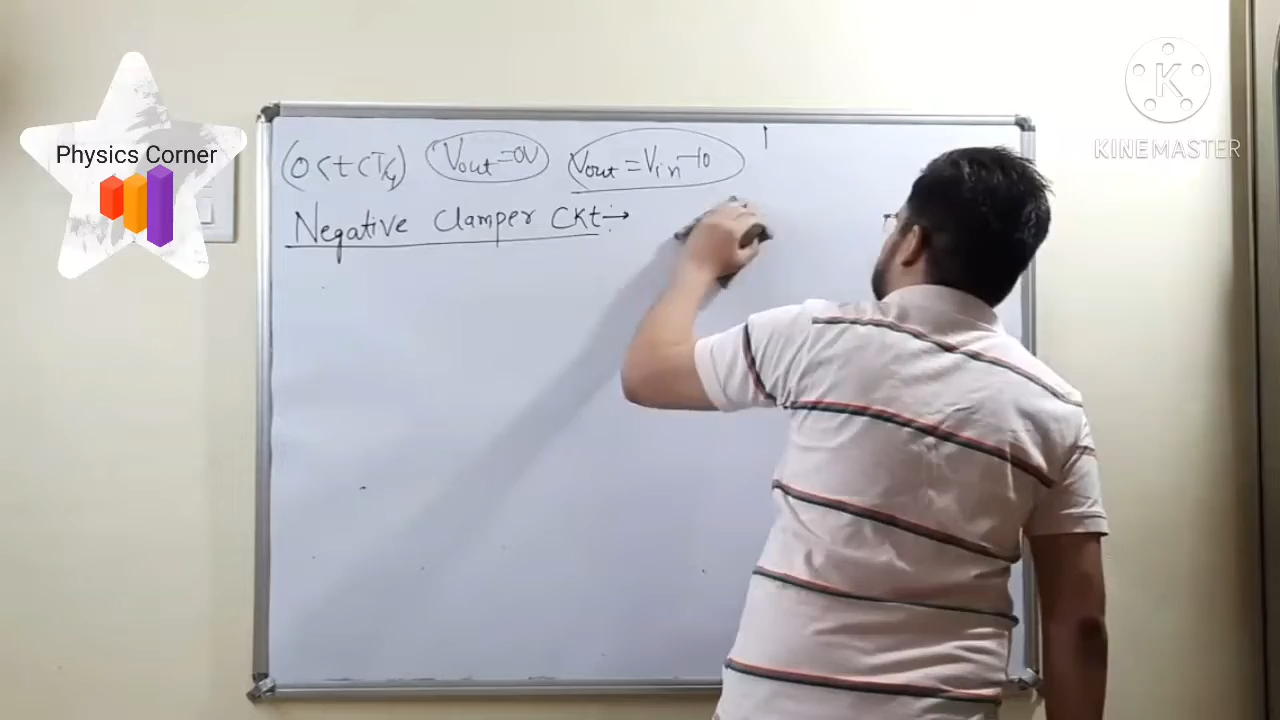 Physics Corner
KINEMASTER
(0<t<T/4) Vout=0V Vout=Vin-10
Negative Clamper CKt:→